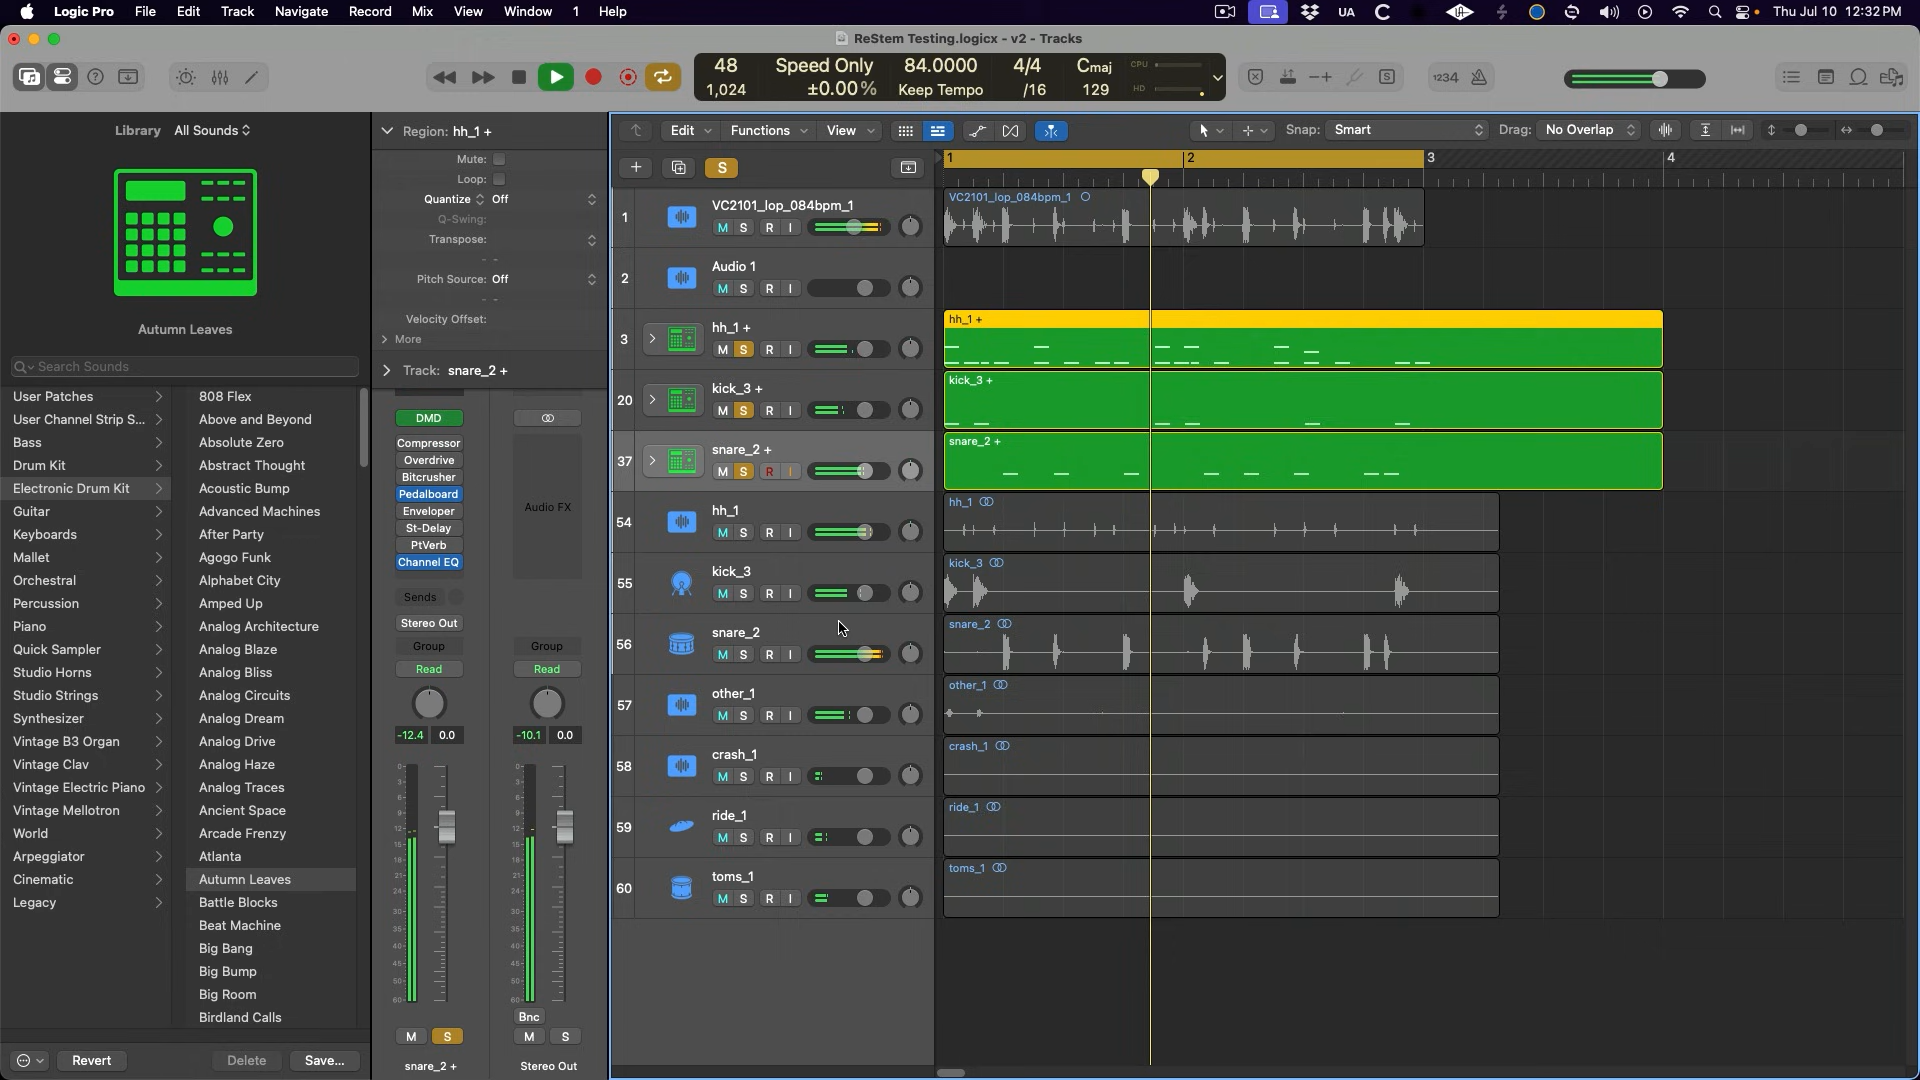 Logic Pro File Edit Track Navigate Record Mix View Window 1 Help
UA
Thu Jul 10 12:32 PM
ReStem Testing.logicx - v2 - Tracks
48 Speed Only 84.0000 4/4 Cmaj CPU
1,024 ±0.00% Keep Tempo /16 129 HD
1234
Library All Sounds
Autumn Leaves
Search Sounds
User Patches
User Channel Strip S...
Bass
Drum Kit
Electronic Drum Kit
Guitar
Keyboards
Mallet
Orchestral
Percussion
Piano
Quick Sampler
Studio Horns
Studio Strings
Synthesizer
Vintage B3 Organ
Vintage Clav
Vintage Electric Piano
Vintage Mellotron
World
Arpeggiator
Cinematic
Legacy
808 Flex
Above and Beyond
Absolute Zero
Abstract Thought
Acoustic Bump
Advanced Machines
After Party
Agogo Funk
Alphabet City
Amped Up
Analog Architecture
Analog Blaze
Analog Bliss
Analog Circuits
Analog Dream
Analog Drive
Analog Haze
Analog Traces
Ancient Space
Arcade Frenzy
Atlanta
Autumn Leaves
Battle Blocks
Beat Machine
Big Bang
Big Bump
Big Room
Birdland Calls
Revert Delete Save...
Region: hh_1 +
Mute:
Loop:
Quantize Off
Q-Swing:
Transpose:
Pitch Source: Off
Velocity Offset:
More
Track: snare_2 +
DMD
Compressor
Overdrive
Bitcrusher
Pedalboard
Enveloper
St-Delay
PtVerb
Channel EQ
Audio FX
Sends
Stereo Out
Group Group
Read Read
-12.4 0.0 -10.1 0.0
Bnc
M S M S
snare_2 + Stereo Out
Edit Functions View Snap: Smart Drag: No Overlap
S
1 2 3 4
1 VC2101_lop_084bpm_1
M S R I
VC2101_lop_084bpm_1
2 Audio 1
M S R I
3 hh_1 +
M S R I
hh_1 +
20 kick_3 +
M S R I
kick_3 +
37 snare_2 +
M S R I
snare_2 +
54 hh_1
M S R I
hh_1
55 kick_3
M S R I
kick_3
56 snare_2
M S R I
snare_2
57 other_1
M S R I
other_1
58 crash_1
M S R I
crash_1
59 ride_1
M S R I
ride_1
60 toms_1
M S R I
toms_1